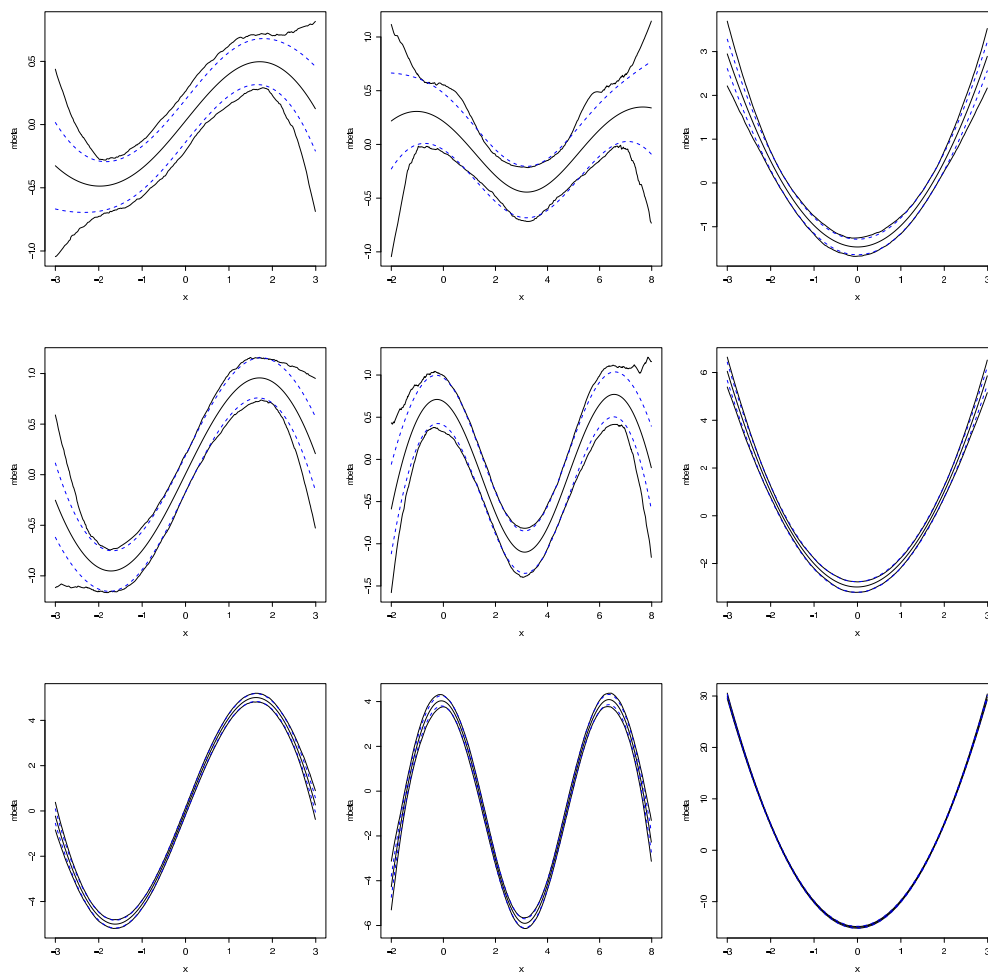 mbeta
−1.0 −0.5 0.0 0.5
−3 −2 −1 0 1 2 3
x
mbeta
−1.0 −0.5 0.0 0.5 1.0
−2 0 2 4 6 8
x
mbeta
−1 0 1 2 3
−3 −2 −1 0 1 2 3
x
mbeta
−1.0 −0.5 0.0 0.5 1.0
−3 −2 −1 0 1 2 3
x
mbeta
−1.5 −1.0 −0.5 0.0 0.5 1.0
−2 0 2 4 6 8
x
mbeta
−2 0 2 4 6
−3 −2 −1 0 1 2 3
x
mbeta
−4 −2 0 2 4
−3 −2 −1 0 1 2 3
x
mbeta
−6 −4 −2 0 2 4
−2 0 2 4 6 8
x
mbeta
−10 0 10 20 30
−3 −2 −1 0 1 2 3
x